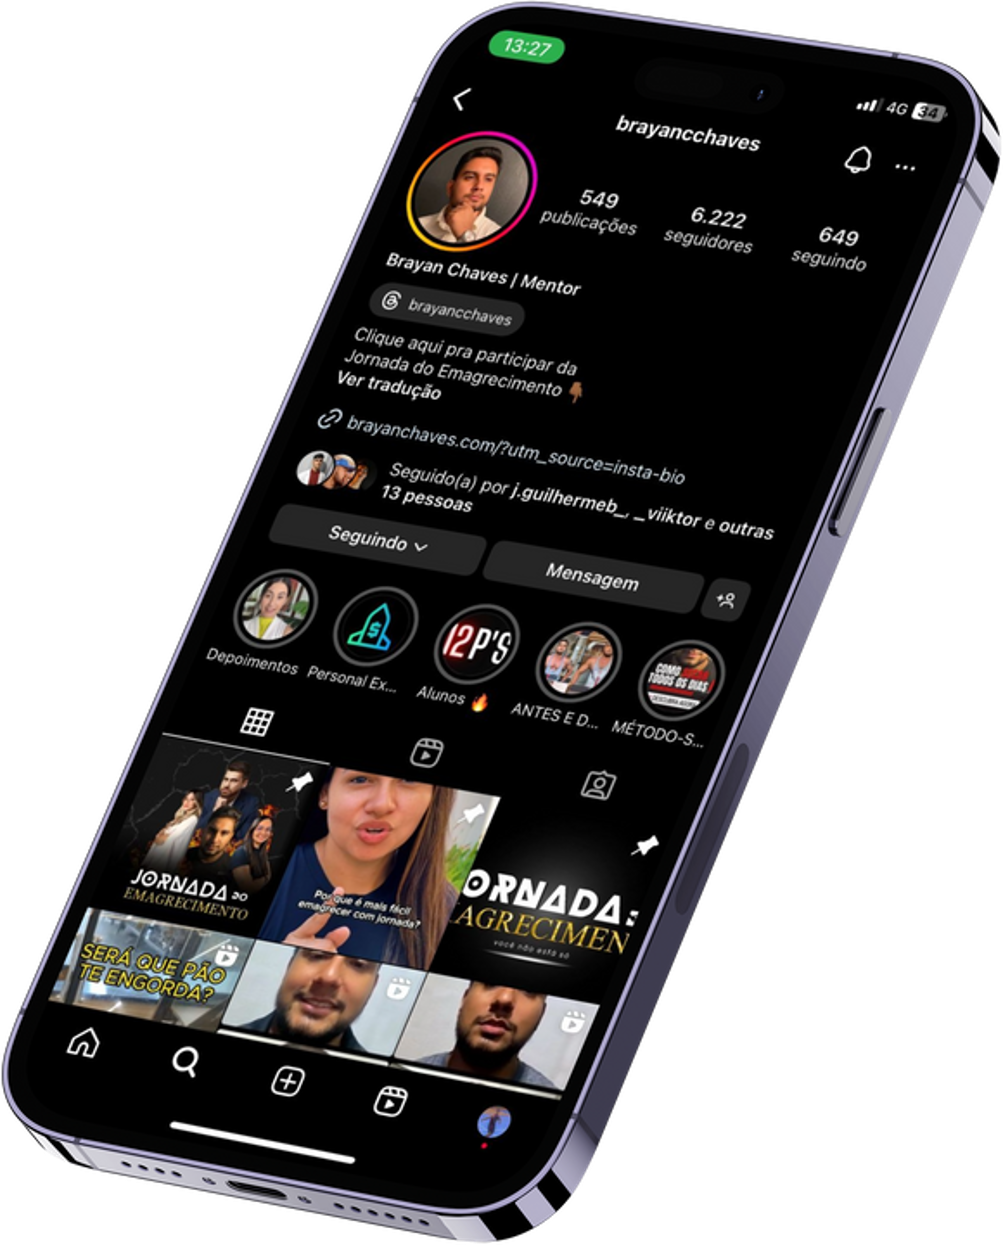 13:27
4G 34
brayancchaves
549
publicações
6.222
seguidores
649
seguindo
Brayan Chaves | Mentor
brayancchaves
Clique aqui pra participar da
Jornada do Emagrecimento 👇🏾
Ver tradução
brayanchaves.com/?utm_source=insta-bio
Seguido(a) por j.guilhermeb_, _viiktor e outras
13 pessoas
Seguindo
Mensagem
12P'S
COMO
TODOS OS DIAS
Depoimentos
Personal Ex...
Alunos 🔥
ANTES E D...
MÉTODO-S...
JORNADA DO
EMAGRECIMENTO
Por que é mais fácil
emagrecer com jornada?
ORNADA
AGRECIMEN
você não está só
SERÁ QUE PÃO
TE ENGORDA?